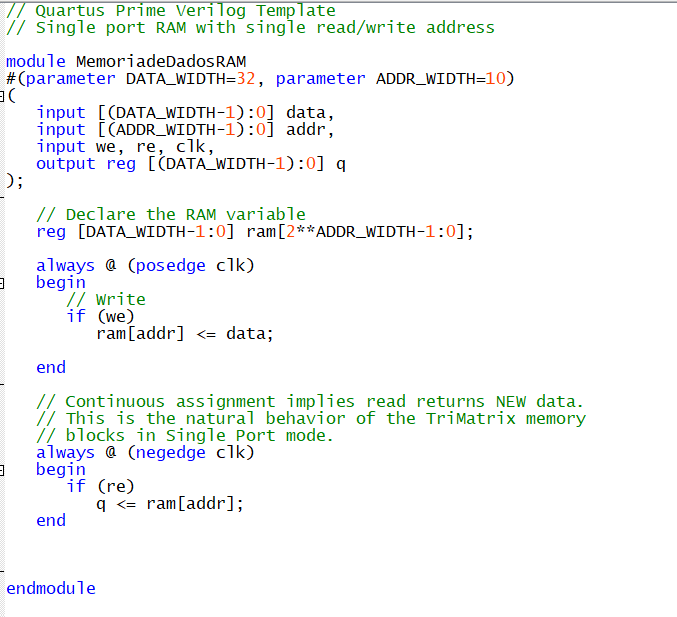 // Quartus Prime Verilog Template
// Single port RAM with single read/write address
module MemoriadeDadosRAM
#(parameter DATA_WIDTH=32, parameter ADDR_WIDTH=10)
(
input [(DATA_WIDTH-1):0] data,
input [(ADDR_WIDTH-1):0] addr,
input we, re, clk,
output reg [(DATA_WIDTH-1):0] q
);
// Declare the RAM variable
reg [DATA_WIDTH-1:0] ram[2**ADDR_WIDTH-1:0];
always @ (posedge clk)
begin
// Write
if (we)
ram[addr] <= data;
end
// Continuous assignment implies read returns NEW data.
// This is the natural behavior of the TriMatrix memory
// blocks in Single Port mode.
always @ (negedge clk)
begin
if (re)
q <= ram[addr];
end
endmodule